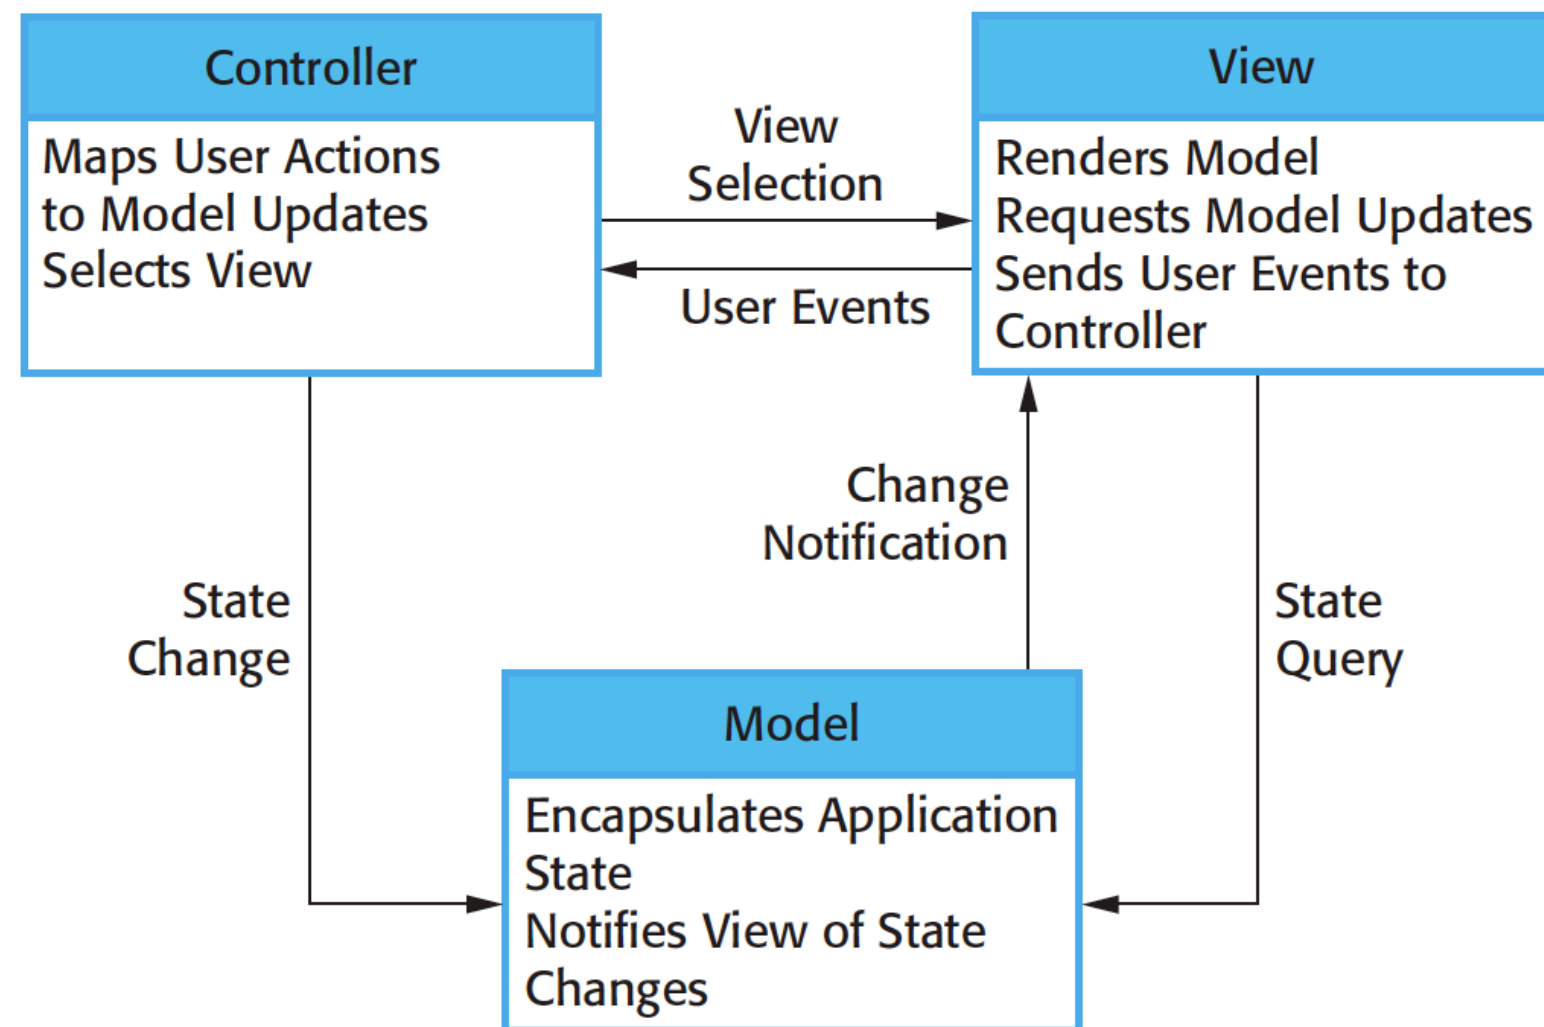 Controller
Maps User Actions
to Model Updates
Selects View
View
Selection
User Events
View
Renders Model
Requests Model Updates
Sends User Events to
Controller
State
Change
Change
Notification
State
Query
Model
Encapsulates Application
State
Notifies View of State
Changes